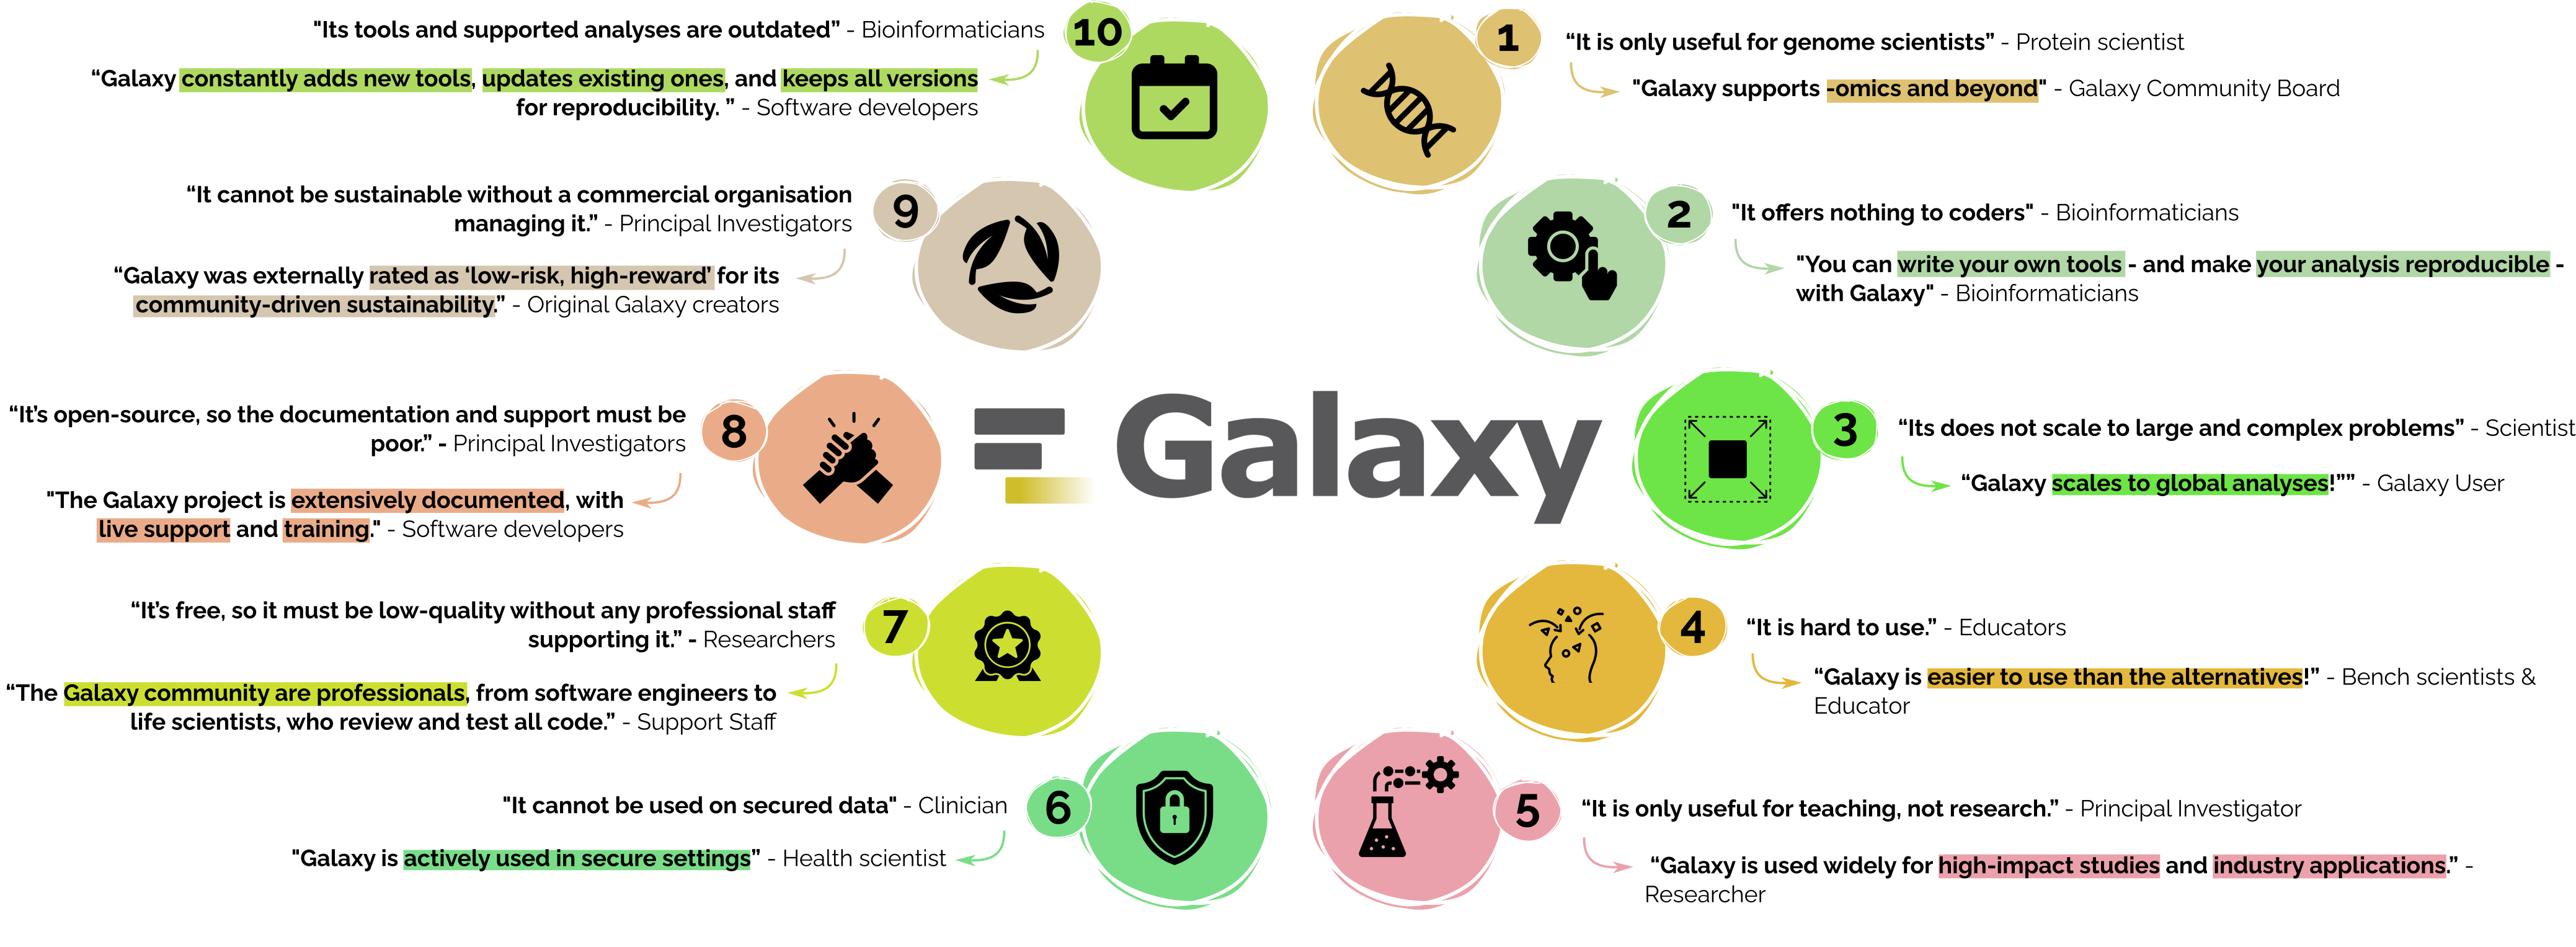 1
“It is only useful for genome scientists” - Protein scientist
"Galaxy supports -omics and beyond" - Galaxy Community Board
2
"It offers nothing to coders" - Bioinformaticians
"You can write your own tools - and make your analysis reproducible -
with Galaxy" - Bioinformaticians
3
“Its does not scale to large and complex problems” - Scientist
“Galaxy scales to global analyses!”” - Galaxy User
4
“It is hard to use.” - Educators
“Galaxy is easier to use than the alternatives!” - Bench scientists &
Educator
5
“It is only useful for teaching, not research.” - Principal Investigator
“Galaxy is used widely for high-impact studies and industry applications.” -
Researcher
6
"It cannot be used on secured data" - Clinician
"Galaxy is actively used in secure settings” - Health scientist
7
“It’s free, so it must be low-quality without any professional staff
supporting it.” - Researchers
“The Galaxy community are professionals, from software engineers to
life scientists, who review and test all code.” - Support Staff
8
“It’s open-source, so the documentation and support must be
poor.” - Principal Investigators
"The Galaxy project is extensively documented, with
live support and training." - Software developers
9
“It cannot be sustainable without a commercial organisation
managing it.” - Principal Investigators
“Galaxy was externally rated as ‘low-risk, high-reward’ for its
community-driven sustainability.” - Original Galaxy creators
10
"Its tools and supported analyses are outdated” - Bioinformaticians
“Galaxy constantly adds new tools, updates existing ones, and keeps all versions
for reproducibility. ” - Software developers
Galaxy